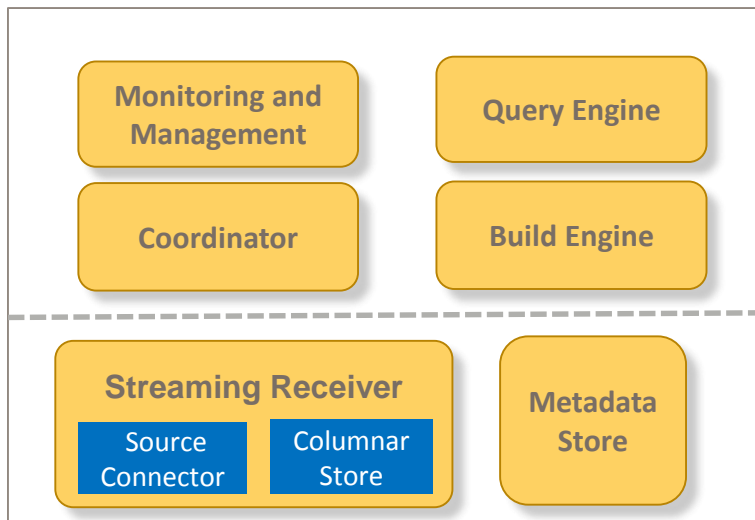 Monitoring and
Management
Query Engine
Coordinator
Build Engine
Streaming Receiver
Source
Connector
Columnar
Store
Metadata
Store